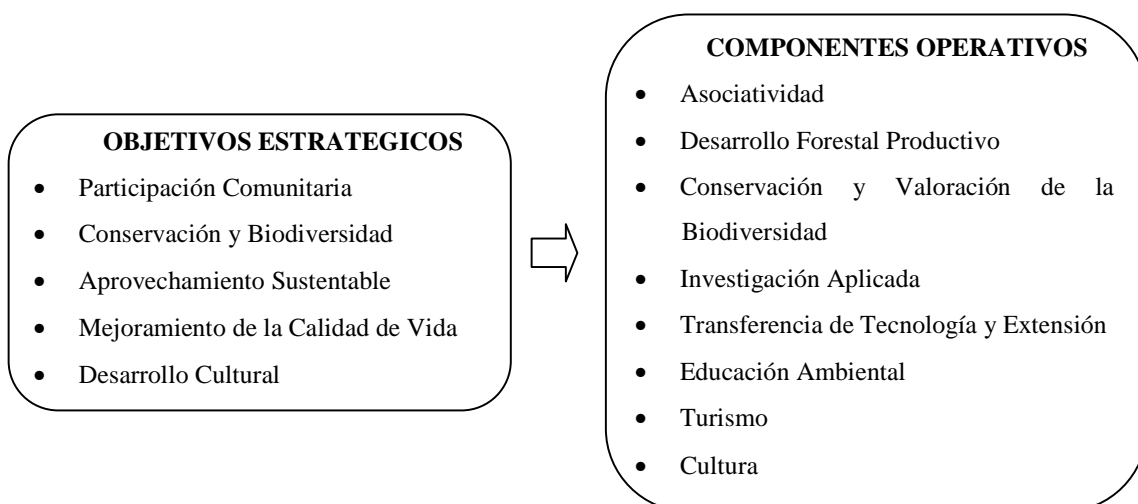 OBJETIVOS ESTRATEGICOS
• Participación Comunitaria
• Conservación y Biodiversidad
• Aprovechamiento Sustentable
• Mejoramiento de la Calidad de Vida
• Desarrollo Cultural
COMPONENTES OPERATIVOS
• Asociatividad
• Desarrollo Forestal Productivo
• Conservación y Valoración de la
Biodiversidad
• Investigación Aplicada
• Transferencia de Tecnología y Extensión
• Educación Ambiental
• Turismo
• Cultura